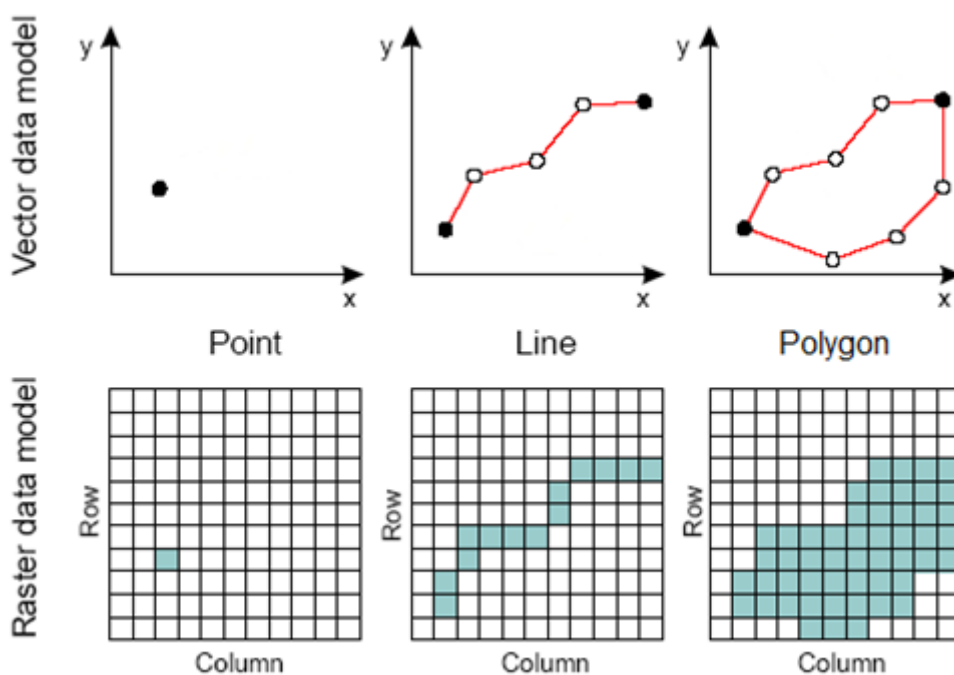 Vector data model
y
x
y
x
y
x
Point
Line
Polygon
Raster data model
Row
Column
Row
Column
Row
Column